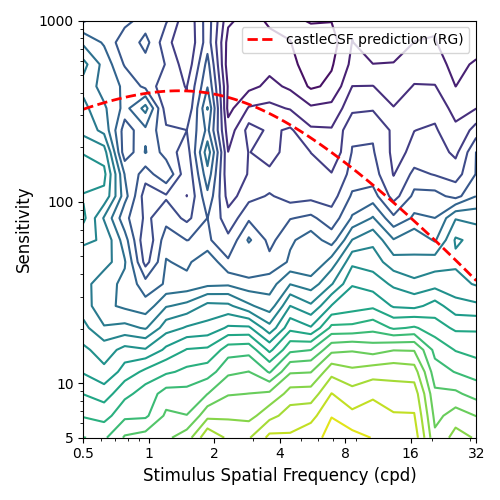 1000
castleCSF prediction (RG)
100
10
5
Sensitivity
0.5 1 2 4 8 16 32
Stimulus Spatial Frequency (cpd)